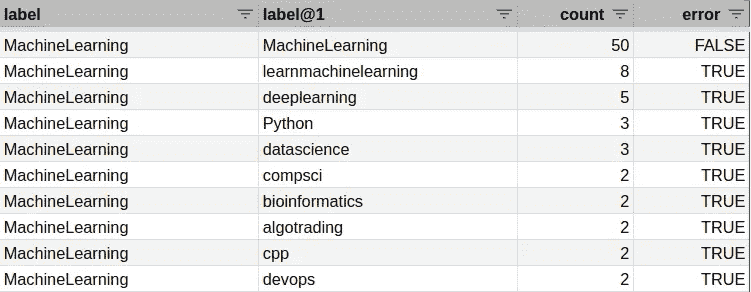 label label@1 count error
MachineLearning MachineLearning 50 FALSE
MachineLearning learnmachinelearning 8 TRUE
MachineLearning deeplearning 5 TRUE
MachineLearning Python 3 TRUE
MachineLearning datascience 3 TRUE
MachineLearning compsci 2 TRUE
MachineLearning bioinformatics 2 TRUE
MachineLearning algotrading 2 TRUE
MachineLearning cpp 2 TRUE
MachineLearning devops 2 TRUE